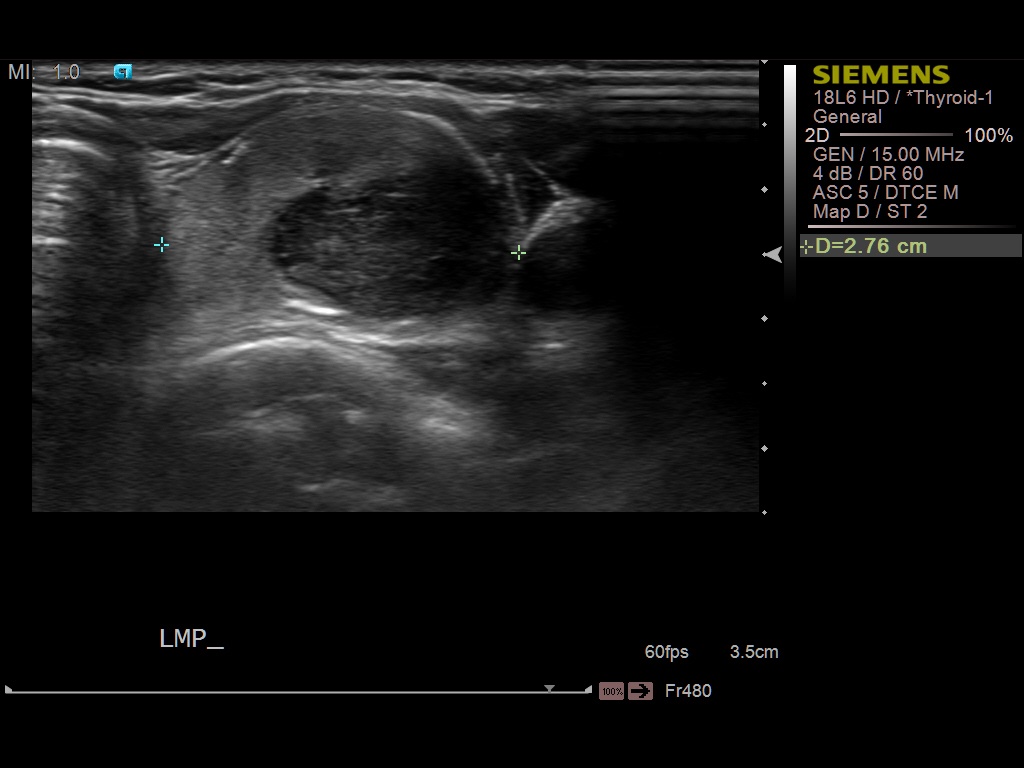 MI: 1.0
SIEMENS
18L6 HD / *Thyroid-1
General
2D 100%
GEN / 15.00 MHz
4 dB / DR 60
ASC 5 / DTCE M
Map D / ST 2
D=2.76 cm
LMP_
60fps 3.5cm
100% Fr480